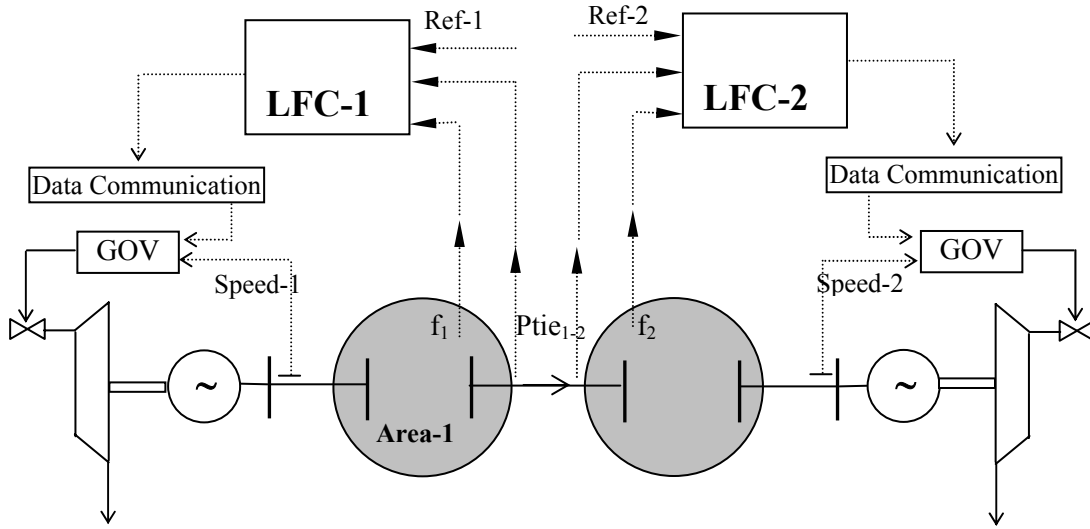 Ref-1
Ref-2
LFC-1
LFC-2
Data Communication
Data Communication
GOV
GOV
Speed-1
Speed-2
f1
Ptie1-2
f2
~
~
Area-1